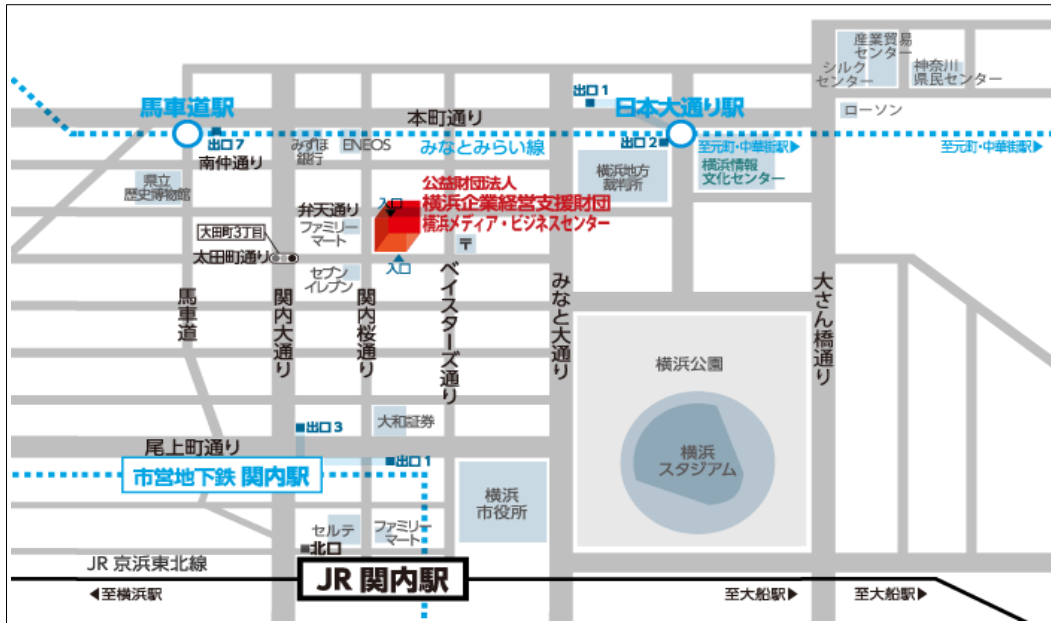 産業貿易
センター
シルク
センター
神奈川
県民センター
出口1
馬車道駅
本町通り
日本大通り駅
ローソン
出口7
みずほ
銀行
ENEOS
みなとみらい線
出口2
至元町・中華街駅▶
至元町・中華街駅▶
南仲通り
横浜地方
裁判所
横浜情報
文化センター
県立
歴史博物館
公益財団法人
横浜企業経営支援財団
横浜メディア・ビジネスセンター
入口
弁天通り
ファミリー
マート
大田町3丁目
太田町通り
〒
入口
セブン
イレブン
馬車道
関内大通り
関内桜通り
ベイスターズ通り
みなと大通り
大さん橋通り
横浜公園
横浜
スタジアム
大和証券
出口3
尾上町通り
出口1
市営地下鉄 関内駅
横浜
市役所
セルテ
ファミリー
マート
北口
JR 京浜東北線
JR 関内駅
◀至横浜駅
至大船駅▶
至大船駅▶